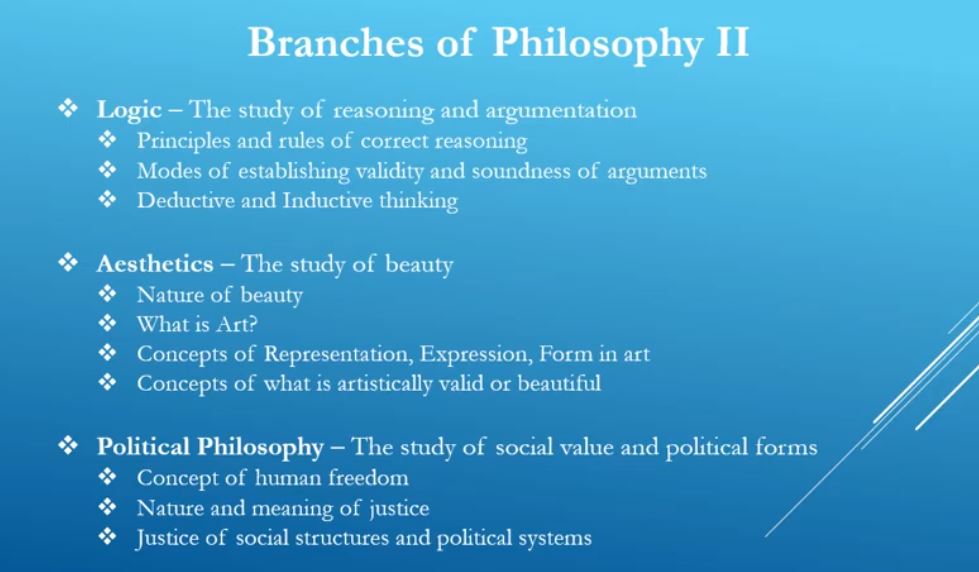 Branches of Philosophy II
❖ Logic – The study of reasoning and argumentation
❖ Principles and rules of correct reasoning
❖ Modes of establishing validity and soundness of arguments
❖ Deductive and Inductive thinking
❖ Aesthetics – The study of beauty
❖ Nature of beauty
❖ What is Art?
❖ Concepts of Representation, Expression, Form in art
❖ Concepts of what is artistically valid or beautiful
❖ Political Philosophy – The study of social value and political forms
❖ Concept of human freedom
❖ Nature and meaning of justice
❖ Justice of social structures and political systems